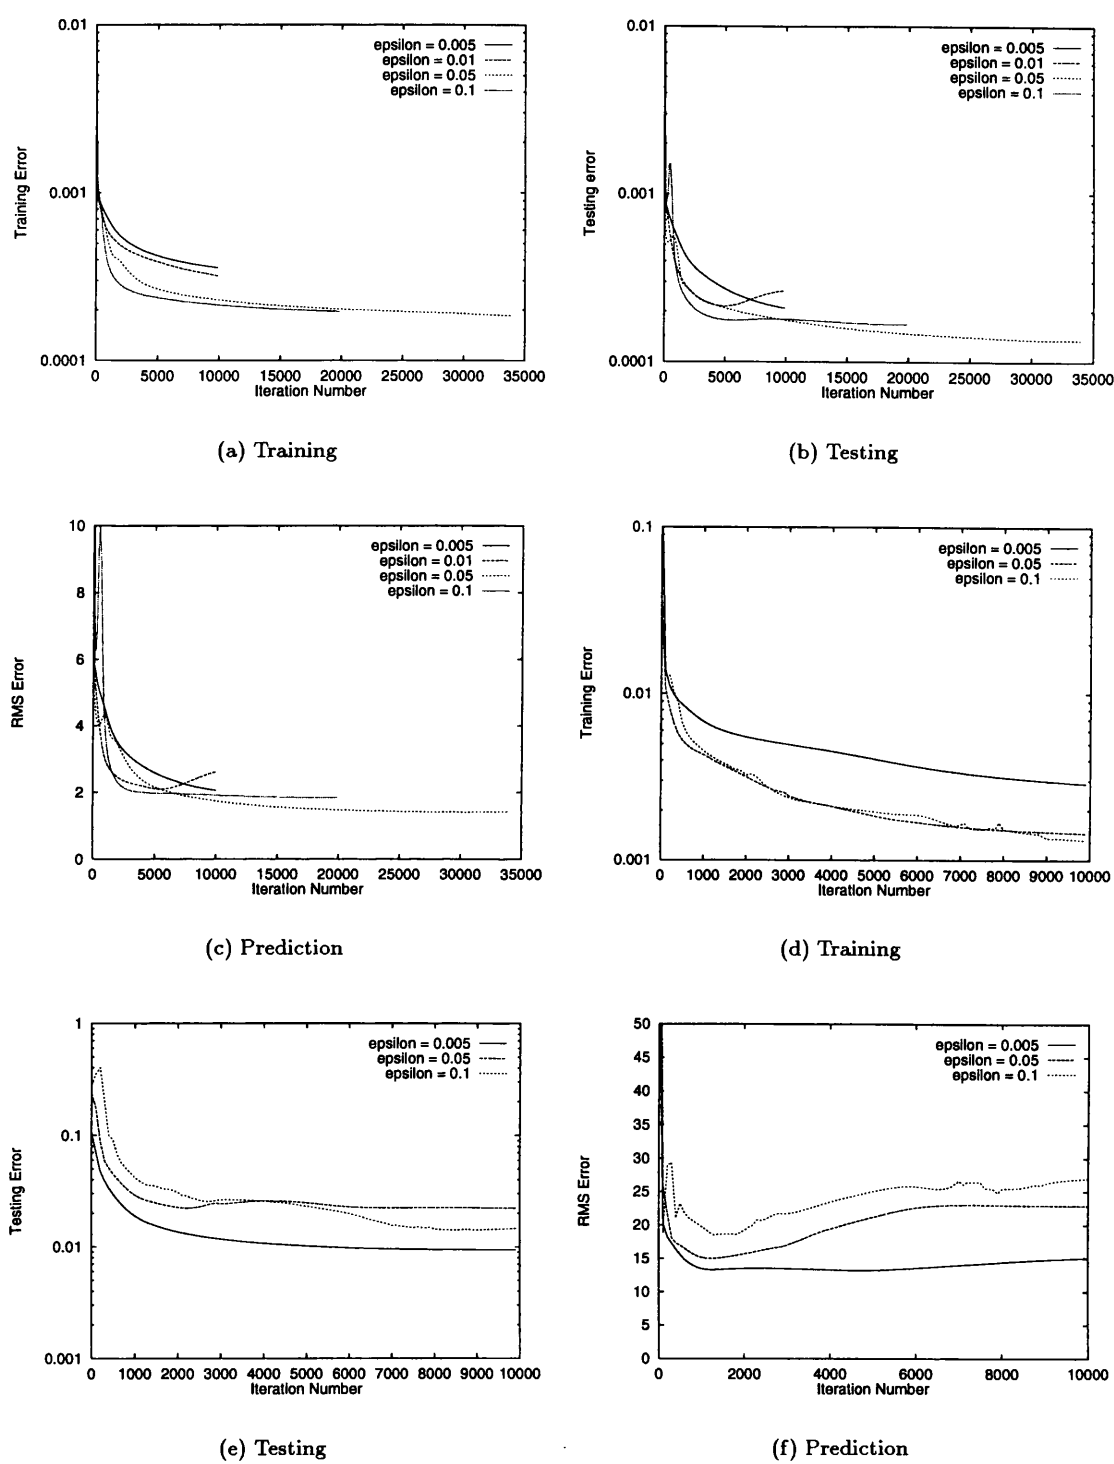 0.01
epsilon = 0.005
epsilon = 0.01
epsilon = 0.05
epsilon = 0.1
Training Error
0.001
0.0001
0 5000 10000 15000 20000 25000 30000 35000
Iteration Number
(a) Training
0.01
epsilon = 0.005
epsilon = 0.01
epsilon = 0.05
epsilon = 0.1
Testing error
0.001
0.0001
0 5000 10000 15000 20000 25000 30000 35000
Iteration Number
(b) Testing
10
epsilon = 0.005
epsilon = 0.01
epsilon = 0.05
epsilon = 0.1
8
6
RMS Error
4
2
0
0 5000 10000 15000 20000 25000 30000 35000
Iteration Number
(c) Prediction
0.1
epsilon = 0.005
epsilon = 0.05
epsilon = 0.1
Training Error
0.01
0.001
0 1000 2000 3000 4000 5000 6000 7000 8000 9000 10000
Iteration Number
(d) Training
1
epsilon = 0.005
epsilon = 0.05
epsilon = 0.1
0.1
Testing Error
0.01
0.001
0 1000 2000 3000 4000 5000 6000 7000 8000 9000 10000
Iteration Number
(e) Testing
50
epsilon = 0.005
epsilon = 0.05
epsilon = 0.1
45
40
35
30
25
RMS Error
20
15
10
5
0
0 2000 4000 6000 8000 10000
Iteration Number
(f) Prediction